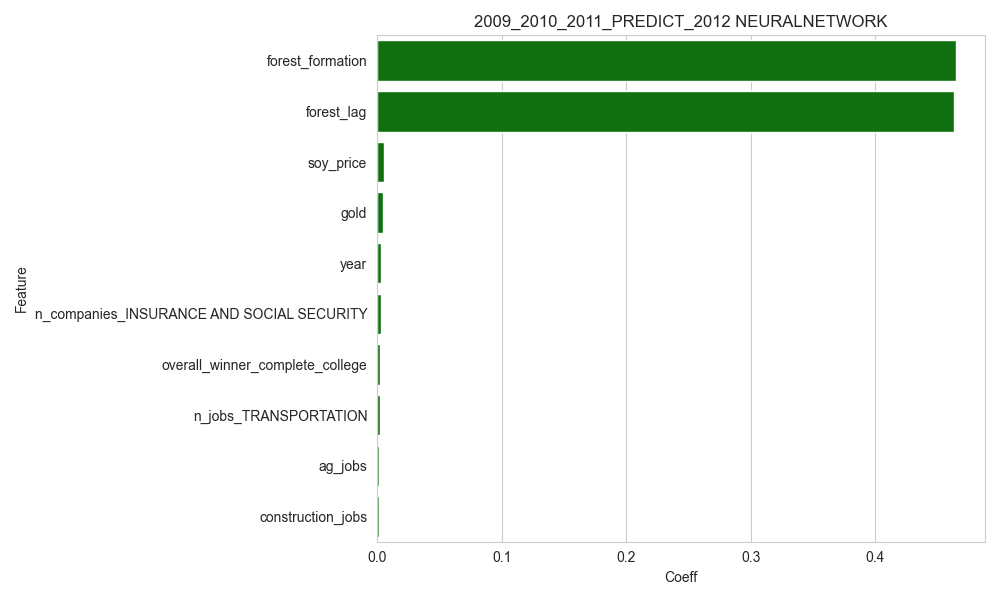 2009_2010_2011_PREDICT_2012 NEURALNETWORK
forest_formation
forest_lag
soy_price
gold
year
n_companies_INSURANCE AND SOCIAL SECURITY
overall_winner_complete_college
n_jobs_TRANSPORTATION
ag_jobs
construction_jobs
Feature
0.0 0.1 0.2 0.3 0.4
Coeff